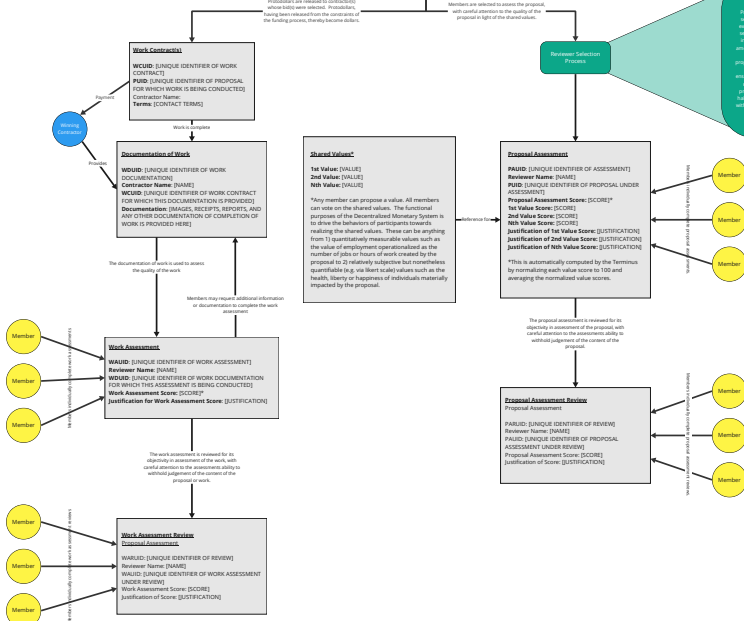 Protodollars are released to contractor(s)
whose bid(s) were selected. Protodollars,
having been released from the constraints of
the funding process, thereby become dollars.
Members are selected to assess the proposal,
with careful attention to the quality of the
proposal in light of the shared values.
Work Contract(s)
WCUID: [UNIQUE IDENTIFIER OF WORK
CONTRACT]
PUID: [UNIQUE IDENTIFIER OF PROPOSAL
FOR WHICH WORK IS BEING CONDUCTED]
Contractor Name:
Terms: [CONTACT TERMS]
Reviewer Selection
Process
Payment
Winning
Contractor
Work is complete
Provides
Documentation of Work
WDUID: [UNIQUE IDENTIFIER OF WORK
DOCUMENTATION]
Contractor Name: [NAME]
WCUID: [UNIQUE IDENTIFIER OF WORK CONTRACT
FOR WHICH THIS DOCUMENTATION IS PROVIDED]
Documentation: [IMAGES, RECEIPTS, REPORTS, AND
ANY OTHER DOCUMENTATION OF COMPLETION OF
WORK IS PROVIDED HERE]
Shared Values*
1st Value: [VALUE]
2nd Value: [VALUE]
Nth Value: [VALUE]
*Any member can propose a value. All members
can vote on the shared values. The functional
purposes of the Decentralized Monetary System is
to drive the behaviors of participants towards
realizing the shared values. These can be anything
from 1) quantitatively measurable values such as
the value of employment operationalized as the
number of jobs or hours of work created by the
proposal to 2) relatively subjective but nonetheless
quantifiable (e.g. via likert scale) values such as the
health, liberty or happiness of individuals materially
impacted by the proposal.
Reference for
Proposal Assessment
PAUID: [UNIQUE IDENTIFIER OF ASSESSMENT]
Reviewer Name: [NAME]
PUID: [UNIQUE IDENTIFIER OF PROPOSAL UNDER
ASSESSMENT]
Proposal Assessment Score: [SCORE]*
1st Value Score: [SCORE]
2nd Value Score: [SCORE]
Nth Value Score: [SCORE]
Justification of 1st Value Score: [JUSTIFICATION]
Justification of 2nd Value Score: [JUSTIFICATION]
Justification of Nth Value Score: [JUSTIFICATION]
*This is automatically computed by the Terminus
by normalizing each value score to 100 and
averaging the normalized value scores.
Members individually complete proposal assessments
Member
Member
Member
The documentation of work is used to assess
the quality of the work
Members may request additional information
or documentation to complete the work
assessment
The proposal assessment is reviewed for its
objectivity in assessment of the proposal, with
careful attention to the assessments ability to
withhold judgement of the content of the
proposal.
Member
Member
Member
Members individually complete work assessments
Work Assessment
WAUID: [UNIQUE IDENTIFIER OF WORK ASSESSMENT]
Reviewer Name: [NAME]
WDUID: [UNIQUE IDENTIFIER OF WORK DOCUMENTATION
FOR WHICH THIS ASSESSMENT IS BEING CONDUCTED]
Work Assessment Score: [SCORE]*
Justification for Work Assessment Score: [JUSTIFICATION]
Proposal Assessment Review
Proposal Assessment
PARUID: [UNIQUE IDENTIFIER OF REVIEW]
Reviewer Name: [NAME]
PAUID: [UNIQUE IDENTIFIER OF PROPOSAL
ASSESSMENT UNDER REVIEW]
Proposal Assessment Score: [SCORE]
Justification of Score: [JUSTIFICATION]
Members individually complete proposal assessment reviews
Member
Member
Member
The work assessment is reviewed for its
objectivity in assessment of the work, with
careful attention to the assessments ability to
withhold judgement of the content of the
proposal or work.
Member
Member
Member
Members individually complete work assessment reviews
Work Assessment Review
Proposal Assessment
WARUID: [UNIQUE IDENTIFIER OF REVIEW]
Reviewer Name: [NAME]
WAUID: [UNIQUE IDENTIFIER OF WORK ASSESSMENT
UNDER REVIEW]
Work Assessment Score: [SCORE]
Justification of Score: [JUSTIFICATION]